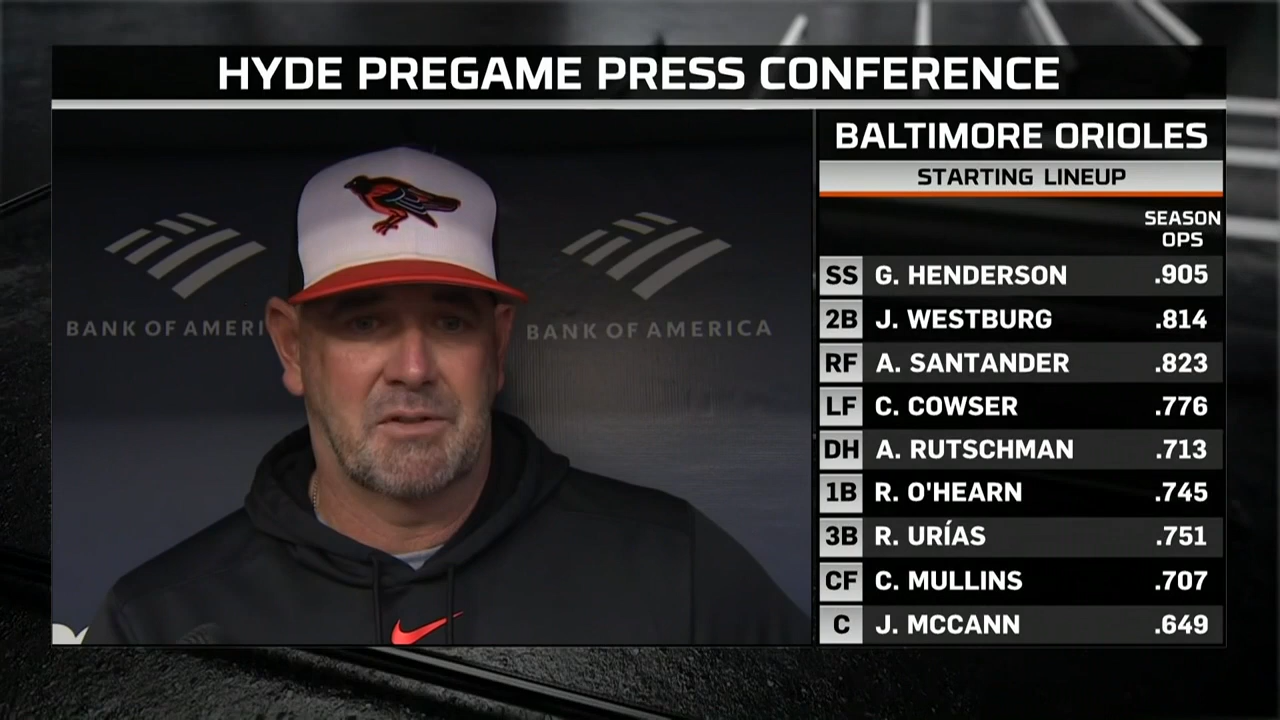 HYDE PREGAME PRESS CONFERENCE
BANK OF AMERI
BANK OF AMERICA
BALTIMORE ORIOLES
STARTING LINEUP
SEASON
OPS
SS G. HENDERSON .905
2B J. WESTBURG .814
RF A. SANTANDER .823
LF C. COWSER .776
DH A. RUTSCHMAN .713
1B R. O'HEARN .745
3B R. URÍAS .751
CF C. MULLINS .707
C J. MCCANN .649